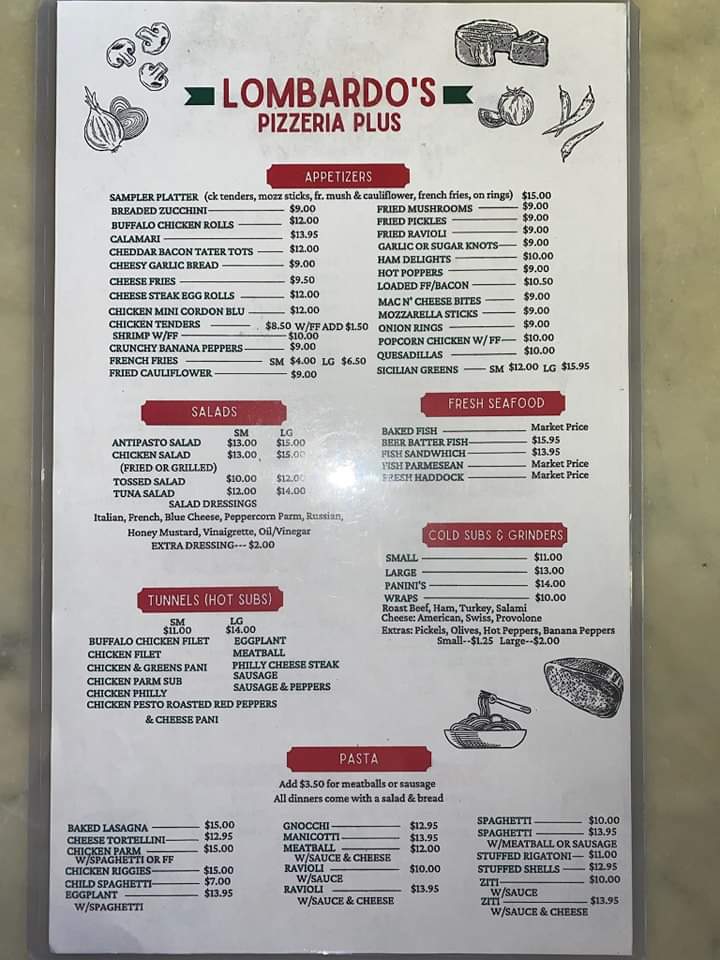 LOMBARDO'S
PIZZERIA PLUS
APPETIZERS
SAMPLER PLATTER (ck tenders, mozz sticks, fr. mush & cauliflower, french fries, on rings) $15.00
BREADED ZUCCHINI $9.00
BUFFALO CHICKEN ROLLS $12.00
CALAMARI $13.95
CHEDDAR BACON TATER TOTS $12.00
CHEESY GARLIC BREAD $9.00
CHEESE FRIES $9.50
CHEESE STEAK EGG ROLLS $12.00
CHICKEN MINI CORDON BLU $12.00
CHICKEN TENDERS $8.50 W/FF ADD $1.50
SHRIMP W/FF $10.00
CRUNCHY BANANA PEPPERS $9.00
FRENCH FRIES SM $4.00 LG $6.50
FRIED CAULIFLOWER $9.00
FRIED MUSHROOMS $9.00
FRIED PICKLES $9.00
FRIED RAVIOLI $9.00
GARLIC OR SUGAR KNOTS $9.00
HAM DELIGHTS $10.00
HOT POPPERS $9.00
LOADED FF/BACON $10.50
MAC N' CHEESE BITES $9.00
MOZZARELLA STICKS $9.00
ONION RINGS $9.00
POPCORN CHICKEN W/ FF $10.00
QUESADILLAS $10.00
SICILIAN GREENS SM $12.00 LG $15.95
SALADS
SM LG
ANTIPASTO SALAD $13.00 $15.00
CHICKEN SALAD $13.00 $15.00
(FRIED OR GRILLED)
TOSSED SALAD $10.00 $12.00
TUNA SALAD $12.00 $14.00
SALAD DRESSINGS
Italian, French, Blue Cheese, Peppercorn Parm, Russian,
Honey Mustard, Vinaigrette, Oil/Vinegar
EXTRA DRESSING--- $2.00
FRESH SEAFOOD
BAKED FISH Market Price
BEER BATTER FISH $15.95
FISH SANDWHICH $13.95
FISH PARMESEAN Market Price
FRESH HADDOCK Market Price
COLD SUBS & GRINDERS
SMALL $11.00
LARGE $13.00
PANINI'S $14.00
WRAPS $10.00
Roast Beef, Ham, Turkey, Salami
Cheese: American, Swiss, Provolone
Extras: Pickels, Olives, Hot Peppers, Banana Peppers
Small--$1.25 Large--$2.00
TUNNELS (HOT SUBS)
SM LG
$11.00 $14.00
BUFFALO CHICKEN FILET
CHICKEN FILET
CHICKEN & GREENS PANI
CHICKEN PARM SUB
CHICKEN PHILLY
CHICKEN PESTO ROASTED RED PEPPERS
& CHEESE PANI
EGGPLANT
MEATBALL
PHILLY CHEESE STEAK
SAUSAGE
SAUSAGE & PEPPERS
PASTA
Add $3.50 for meatballs or sausage
All dinners come with a salad & bread
BAKED LASAGNA $15.00
CHEESE TORTELLINI $12.95
CHICKEN PARM $15.00
W/SPAGHETTI OR FF
CHICKEN RIGGIES $15.00
CHILD SPAGHETTI $7.00
EGGPLANT $13.95
W/SPAGHETTI
GNOCCHI $12.95
MANICOTTI $13.95
MEATBALL $12.00
W/SAUCE & CHEESE
RAVIOLI $10.00
W/SAUCE
RAVIOLI $13.95
W/SAUCE & CHEESE
SPAGHETTI $10.00
SPAGHETTI $13.95
W/MEATBALL OR SAUSAGE
STUFFED RIGATONI $11.00
STUFFED SHELLS $12.95
ZITI $10.00
W/SAUCE
ZITI $13.95
W/SAUCE & CHEESE